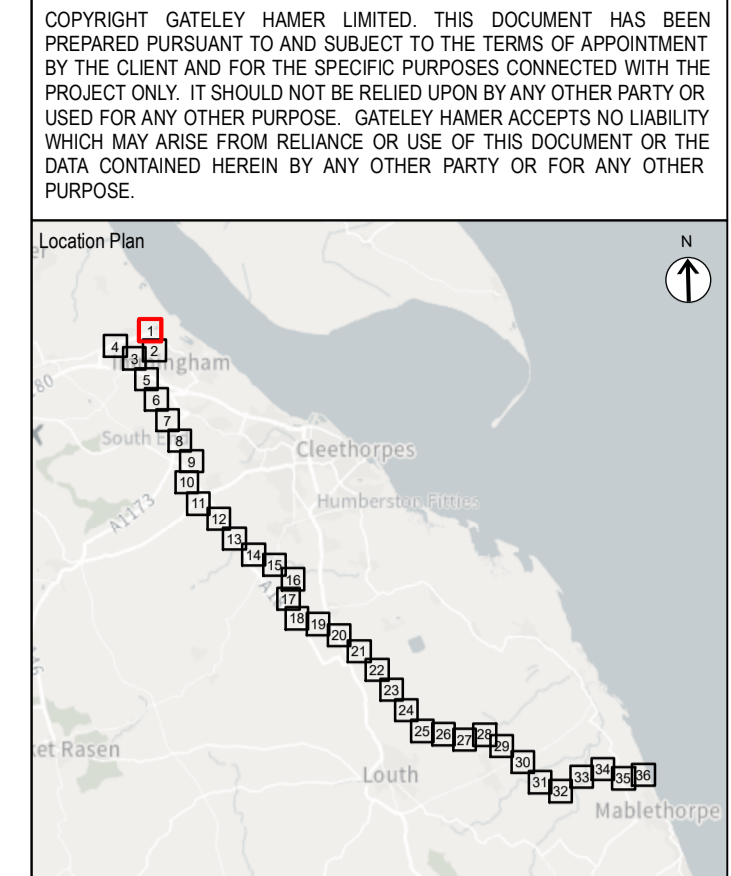 COPYRIGHT GATELEY HAMER LIMITED. THIS DOCUMENT HAS BEEN
PREPARED PURSUANT TO AND SUBJECT TO THE TERMS OF APPOINTMENT
BY THE CLIENT AND FOR THE SPECIFIC PURPOSES CONNECTED WITH THE
PROJECT ONLY. IT SHOULD NOT BE RELIED UPON BY ANY OTHER PARTY OR
USED FOR ANY OTHER PURPOSE. GATELEY HAMER ACCEPTS NO LIABILITY
WHICH MAY ARISE FROM RELIANCE OR USE OF THIS DOCUMENT OR THE
DATA CONTAINED HEREIN BY ANY OTHER PARTY OR FOR ANY OTHER
PURPOSE.
Location Plan
N
1
2
3
4
5
6
7
South
8
Cleethorpes
9
10
Humberston Fitties
11
A1173
12
13
14
15
16
17
18
19
20
21
22
23
24
25
26
27
28
29
30
31
32
33
34
35
36
et Rasen
Louth
Mablethorpe